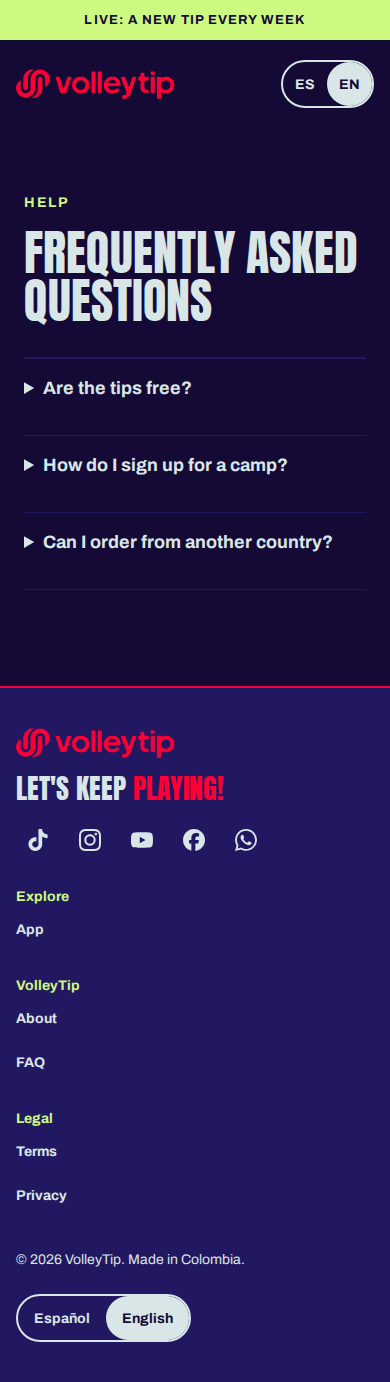 LIVE: A NEW TIP EVERY WEEK
volleytip
ES EN
HELP
FREQUENTLY ASKED
QUESTIONS
Are the tips free?
How do I sign up for a camp?
Can I order from another country?
volleytip
LET'S KEEP PLAYING!
Explore
App
VolleyTip
About
FAQ
Legal
Terms
Privacy
© 2026 VolleyTip. Made in Colombia.
Español English